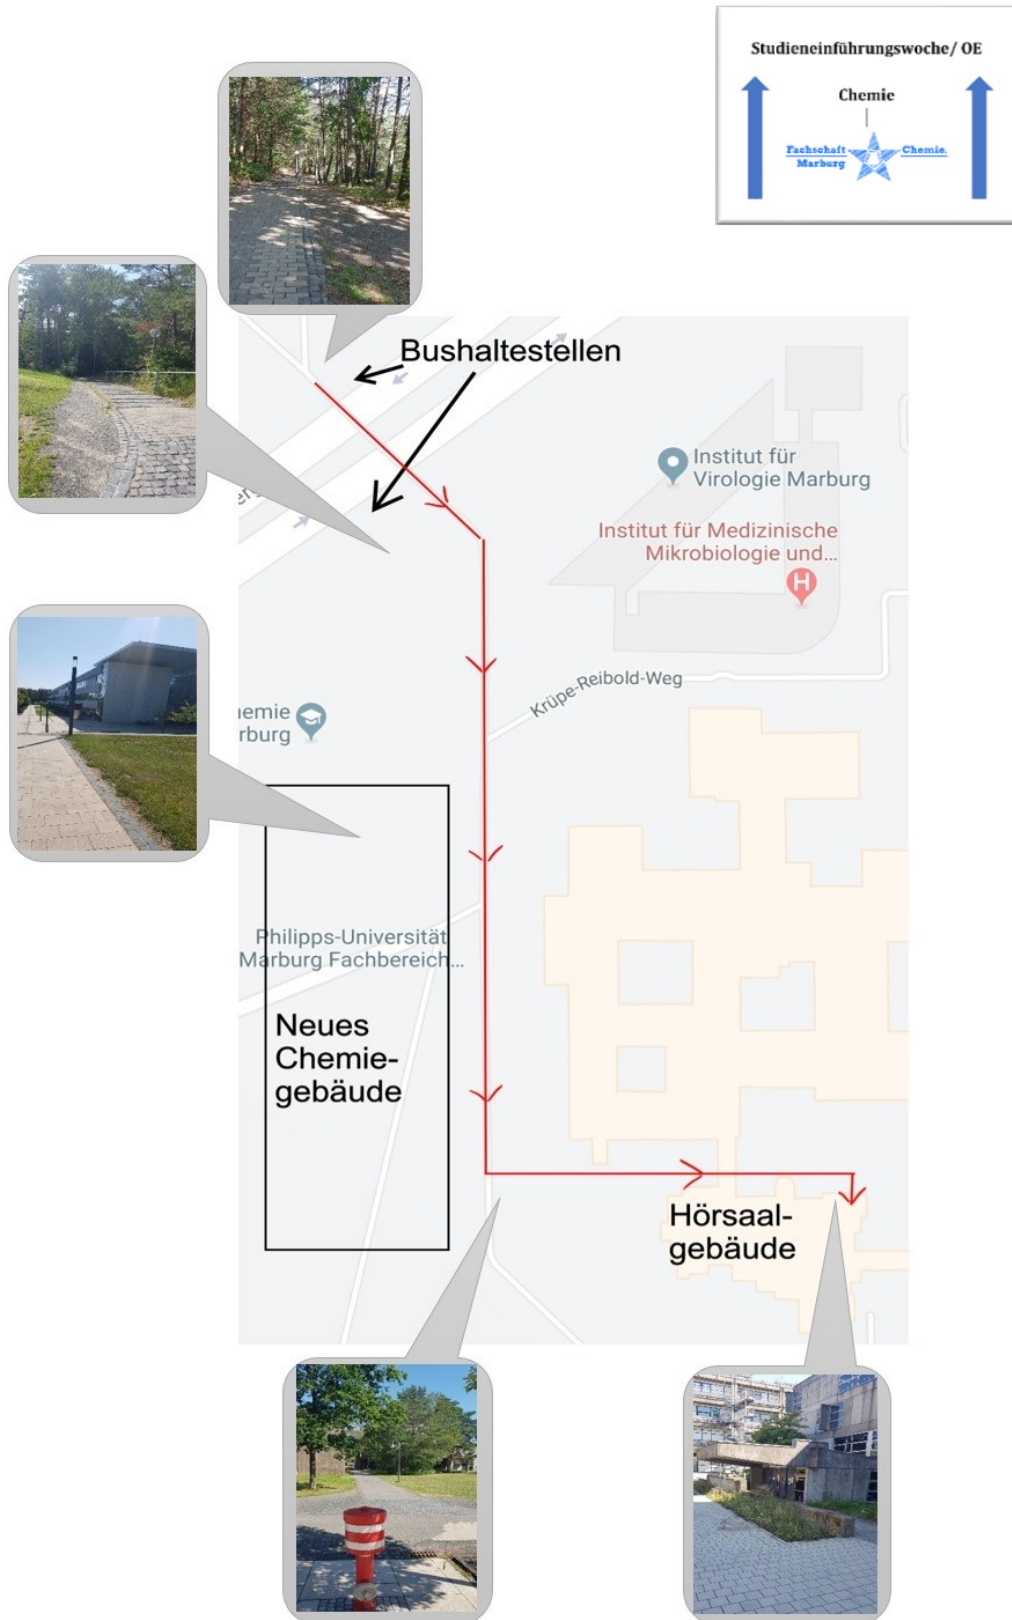 Studieneinführungswoche/ OE
Chemie
Fachschaft Chemie.
Marburg
Bushaltestellen
Institut für
Virologie Marburg
Institut für Medizinische
Mikrobiologie und...
H
Krüpe-Reibold-Weg
hemie
rburg
Philipps-Universität
Marburg Fachbereich...
Neues
Chemie-
gebäude
Hörsaal-
gebäude